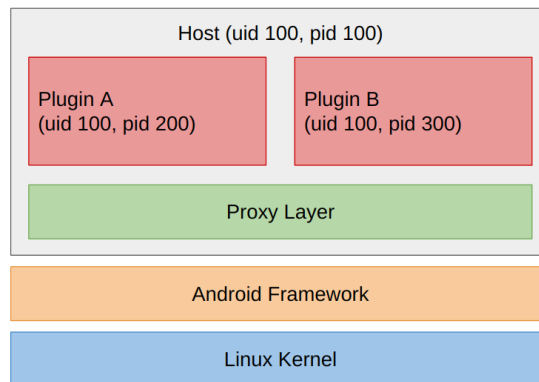 Host (uid 100, pid 100)
Plugin A
(uid 100, pid 200)
Plugin B
(uid 100, pid 300)
Proxy Layer
Android Framework
Linux Kernel